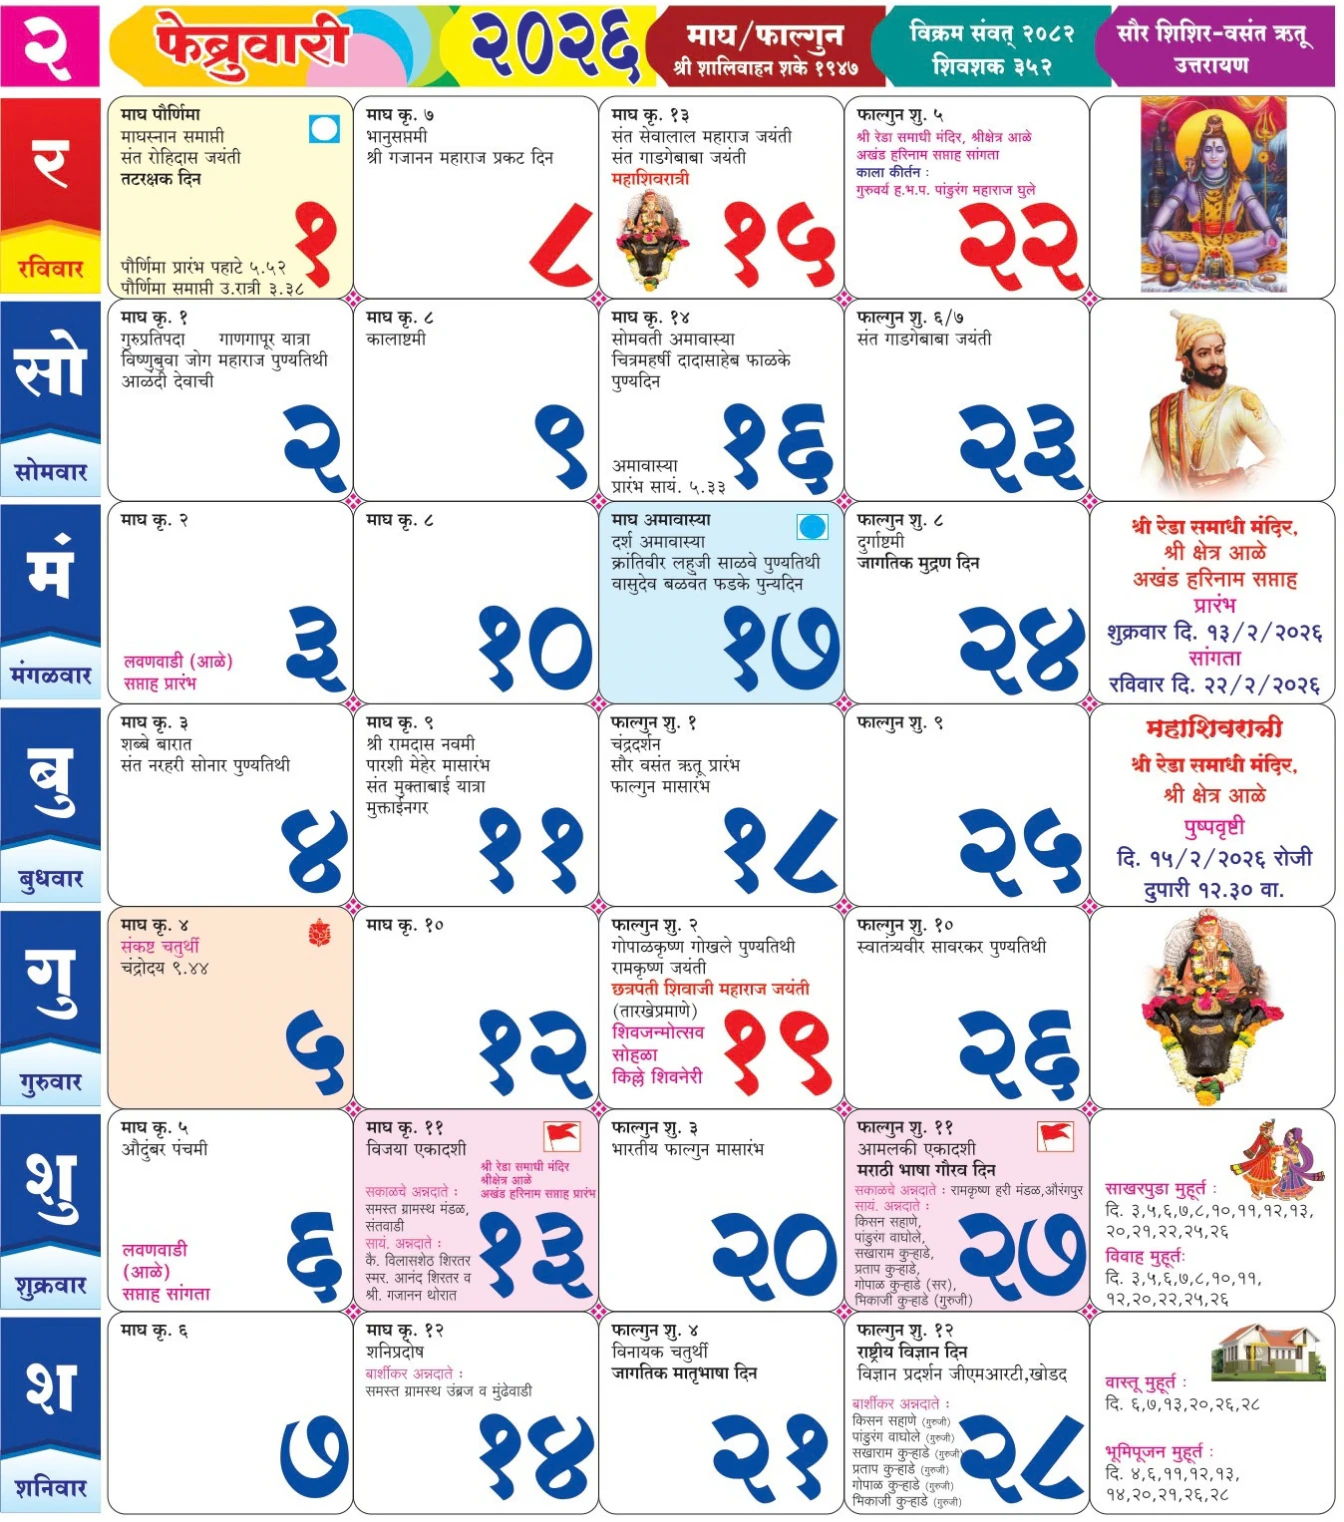 २
फेब्रुवारी
२०२६
माघ/फाल्गुन
श्री शालिवाहन शके १९४७
विक्रम संवत् २०८२
शिवशक ३५२
सौर शिशिर-वसंत ऋतू
उत्तरायण
र
रविवार
माघ पौर्णिमा
माघस्नान समाप्ती
संत रोहिदास जयंती
तटरक्षक दिन
पौर्णिमा प्रारंभ पहाटे ५.५२
पौर्णिमा समाप्ती उ.रात्री ३.३८
१
माघ कृ. ७
भानुसप्तमी
श्री गजानन महाराज प्रकट दिन
८
माघ कृ. १३
संत सेवालाल महाराज जयंती
संत गाडगेबाबा जयंती
महाशिवरात्री
१५
फाल्गुन शु. ५
श्री रेडा समाधी मंदिर, श्रीक्षेत्र आळे
अखंड हरिनाम सप्ताह सांगता
काला कीर्तन :
गुरुवर्य ह.भ.प. पांडुरंग महाराज घुले
२२
सो
सोमवार
माघ कृ. १
गुरुप्रतिपदा गाणगापूर यात्रा
विष्णुबुवा जोग महाराज पुण्यतिथी
आळंदी देवाची
२
माघ कृ. ८
कालाष्टमी
९
माघ कृ. १४
सोमवती अमावास्या
चित्रमहर्षी दादासाहेब फाळके
पुण्यदिन
अमावास्या
प्रारंभ सायं. ५.३३
१६
फाल्गुन शु. ६/७
संत गाडगेबाबा जयंती
२३
मं
मंगळवार
माघ कृ. २
लवणवाडी (आळे)
सप्ताह प्रारंभ
३
माघ कृ. ८
१०
माघ अमावास्या
दर्श अमावास्या
क्रांतिवीर लहुजी साळवे पुण्यतिथी
वासुदेव बळवंत फडके पुन्यदिन
१७
फाल्गुन शु. ८
दुर्गाष्टमी
जागतिक मुद्रण दिन
२४
श्री रेडा समाधी मंदिर,
श्री क्षेत्र आळे
अखंड हरिनाम सप्ताह
प्रारंभ
शुक्रवार दि. १३/२/२०२६
सांगता
रविवार दि. २२/२/२०२६
बु
बुधवार
माघ कृ. ३
शब्बे बारात
संत नरहरी सोनार पुण्यतिथी
४
माघ कृ. ९
श्री रामदास नवमी
पारशी मेहेर मासारंभ
संत मुक्ताबाई यात्रा
मुक्ताईनगर
११
फाल्गुन शु. १
चंद्रदर्शन
सौर वसंत ऋतू प्रारंभ
फाल्गुन मासारंभ
१८
फाल्गुन शु. ९
२५
महाशिवरात्री
श्री रेडा समाधी मंदिर,
श्री क्षेत्र आळे
पुष्पवृष्टी
दि. १५/२/२०२६ रोजी
दुपारी १२.३० वा.
गु
गुरुवार
माघ कृ. ४
संकष्ट चतुर्थी
चंद्रोदय ९.४४
५
माघ कृ. १०
१२
फाल्गुन शु. २
गोपाळकृष्ण गोखले पुण्यतिथी
रामकृष्ण जयंती
छत्रपती शिवाजी महाराज जयंती
(तारखेप्रमाणे)
शिवजन्मोत्सव
सोहळा
किल्ले शिवनेरी
१९
फाल्गुन शु. १०
स्वातंत्र्यवीर सावरकर पुण्यतिथी
२६
शु
शुक्रवार
माघ कृ. ५
औदुंबर पंचमी
लवणवाडी
(आळे)
सप्ताह सांगता
६
माघ कृ. ११
विजया एकादशी
श्री रेडा समाधी मंदिर
श्रीक्षेत्र आळे
अखंड हरिनाम सप्ताह प्रारंभ
सकाळचे अन्नदाते :
समस्त ग्रामस्थ मंडळ,
संतवाडी
सायं. अन्नदाते :
कै. विलासशेठ शिरतर
स्मर. आनंद शिरतर व
श्री. गजानन थोरात
१३
फाल्गुन शु. ३
भारतीय फाल्गुन मासारंभ
२०
फाल्गुन शु. ११
आमलकी एकादशी
मराठी भाषा गौरव दिन
सकाळचे अन्नदाते : रामकृष्ण हरी मंडळ,औरंगपुर
सायं. अन्नदाते :
किसन सहाणे,
पांडुरंग वाघोले,
सखाराम कुऱ्हाडे,
प्रताप कुऱ्हाडे,
गोपाळ कुऱ्हाडे (सर),
भिकाजी कुऱ्हाडे (गुरुजी)
२७
साखरपुडा मुहूर्त :
दि. ३,५,६,७,८,१०,११,१२,१३,
२०,२१,२२,२५,२६
विवाह मुहूर्त:
दि. ३,५,६,७,८,१०,११,
१२,२०,२२,२५,२६
श
शनिवार
माघ कृ. ६
७
माघ कृ. १२
शनिप्रदोष
बार्शीकर अन्नदाते :
समस्त ग्रामस्थ उंब्रज व मुंढेवाडी
१४
फाल्गुन शु. ४
विनायक चतुर्थी
जागतिक मातृभाषा दिन
२१
फाल्गुन शु. १२
राष्ट्रीय विज्ञान दिन
विज्ञान प्रदर्शन जीएमआरटी,खोडद
बार्शीकर अन्नदाते :
किसन सहाणे (गुरुजी)
पांडुरंग वाघोले (गुरुजी)
सखाराम कुऱ्हाडे (गुरुजी)
प्रताप कुऱ्हाडे (गुरुजी)
गोपाळ कुऱ्हाडे (गुरुजी)
भिकाजी कुऱ्हाडे (गुरुजी)
२८
वास्तू मुहूर्त :
दि. ६,७,१३,२०,२६,२८
भूमिपूजन मुहूर्त :
दि. ४,६,११,१२,१३,
१४,२०,२१,२६,२८